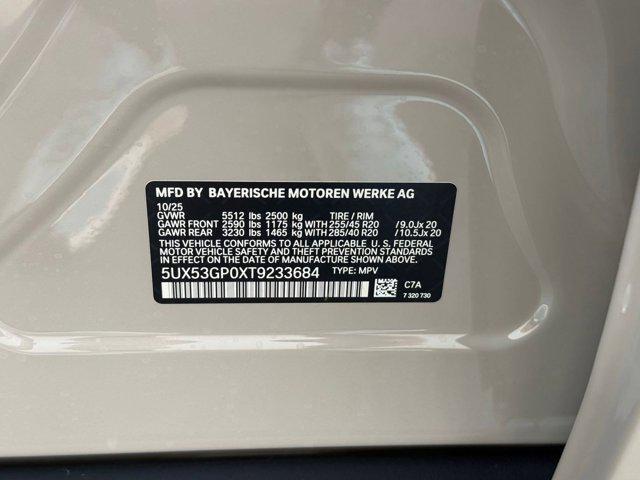 MFD BY BAYERISCHE MOTOREN WERKE AG
10/25
GVWR 5512 lbs 2500 kg TIRE / RIM
GAWR FRONT 2590 lbs 1175 kg WITH 255/45 R20 /9.0Jx 20
GAWR REAR 3230 lbs 1465 kg WITH 285/40 R20 /10.5Jx 20
THIS VEHICLE CONFORMS TO ALL APPLICABLE U.S. FEDERAL
MOTOR VEHICLE SAFETY AND THEFT PREVENTION STANDARDS
IN EFFECT ON THE DATE OF MANUFACTURE SHOWN ABOVE.
5UX53GP0XT9233684 TYPE: MPV
C7A
7 320 730